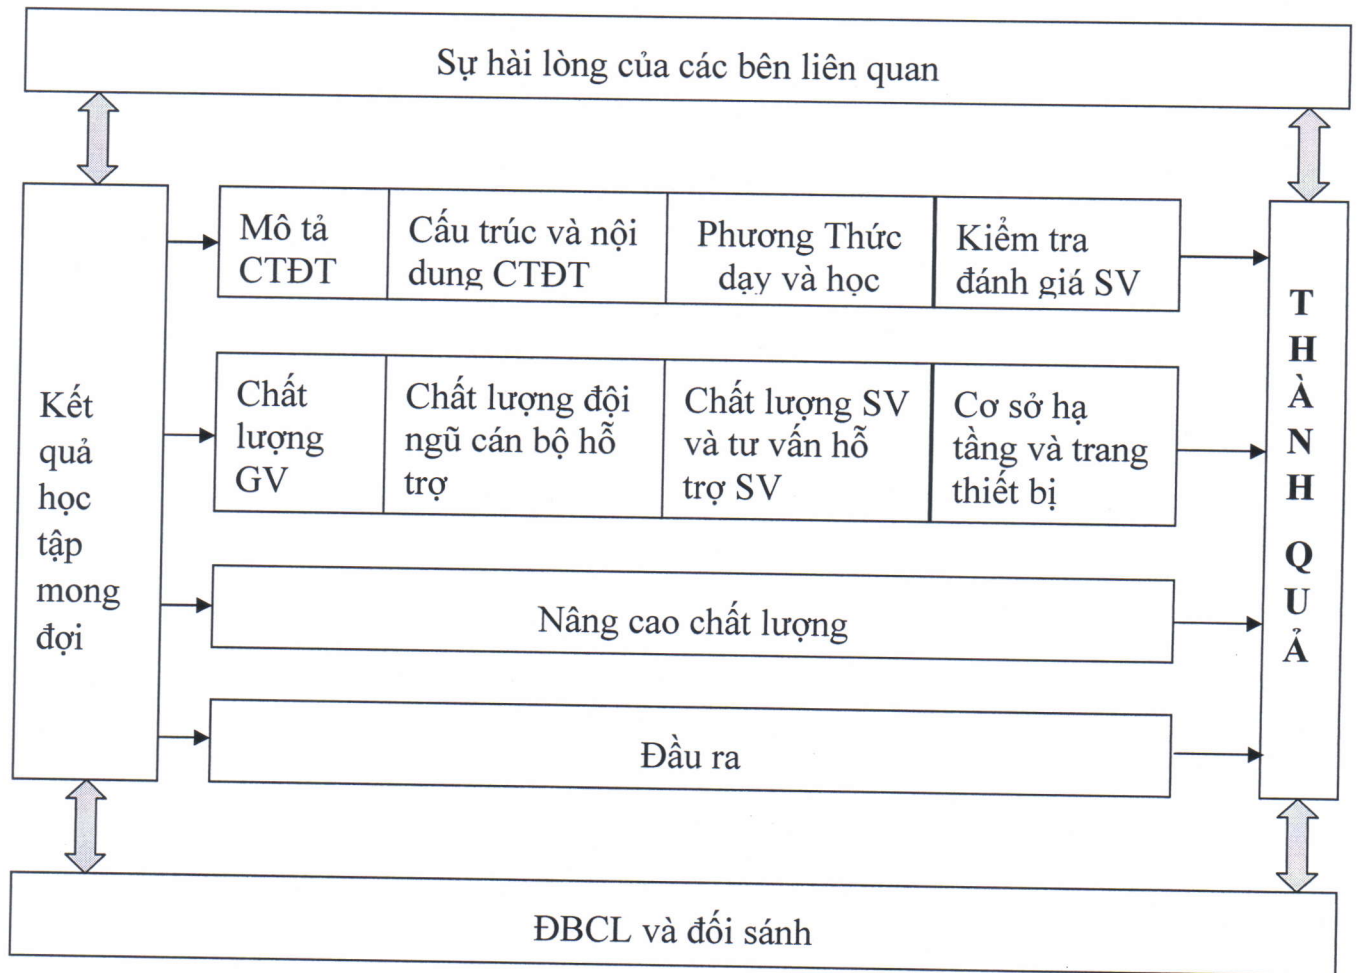 Sự hài lòng của các bên liên quan
Mô tả
CTĐT
Cấu trúc và nội
dung CTĐT
Phương Thức
dạy và học
Kiểm tra
đánh giá SV
Kết
quả
học
tập
mong
đợi
Chất
lượng
GV
Chất lượng đội
ngũ cán bộ hỗ
trợ
Chất lượng SV
và tư vấn hỗ
trợ SV
Cơ sở hạ
tầng và trang
thiết bị
Nâng cao chất lượng
Đầu ra
T
H
À
N
H
Q
U
Ả
ĐBCL và đối sánh